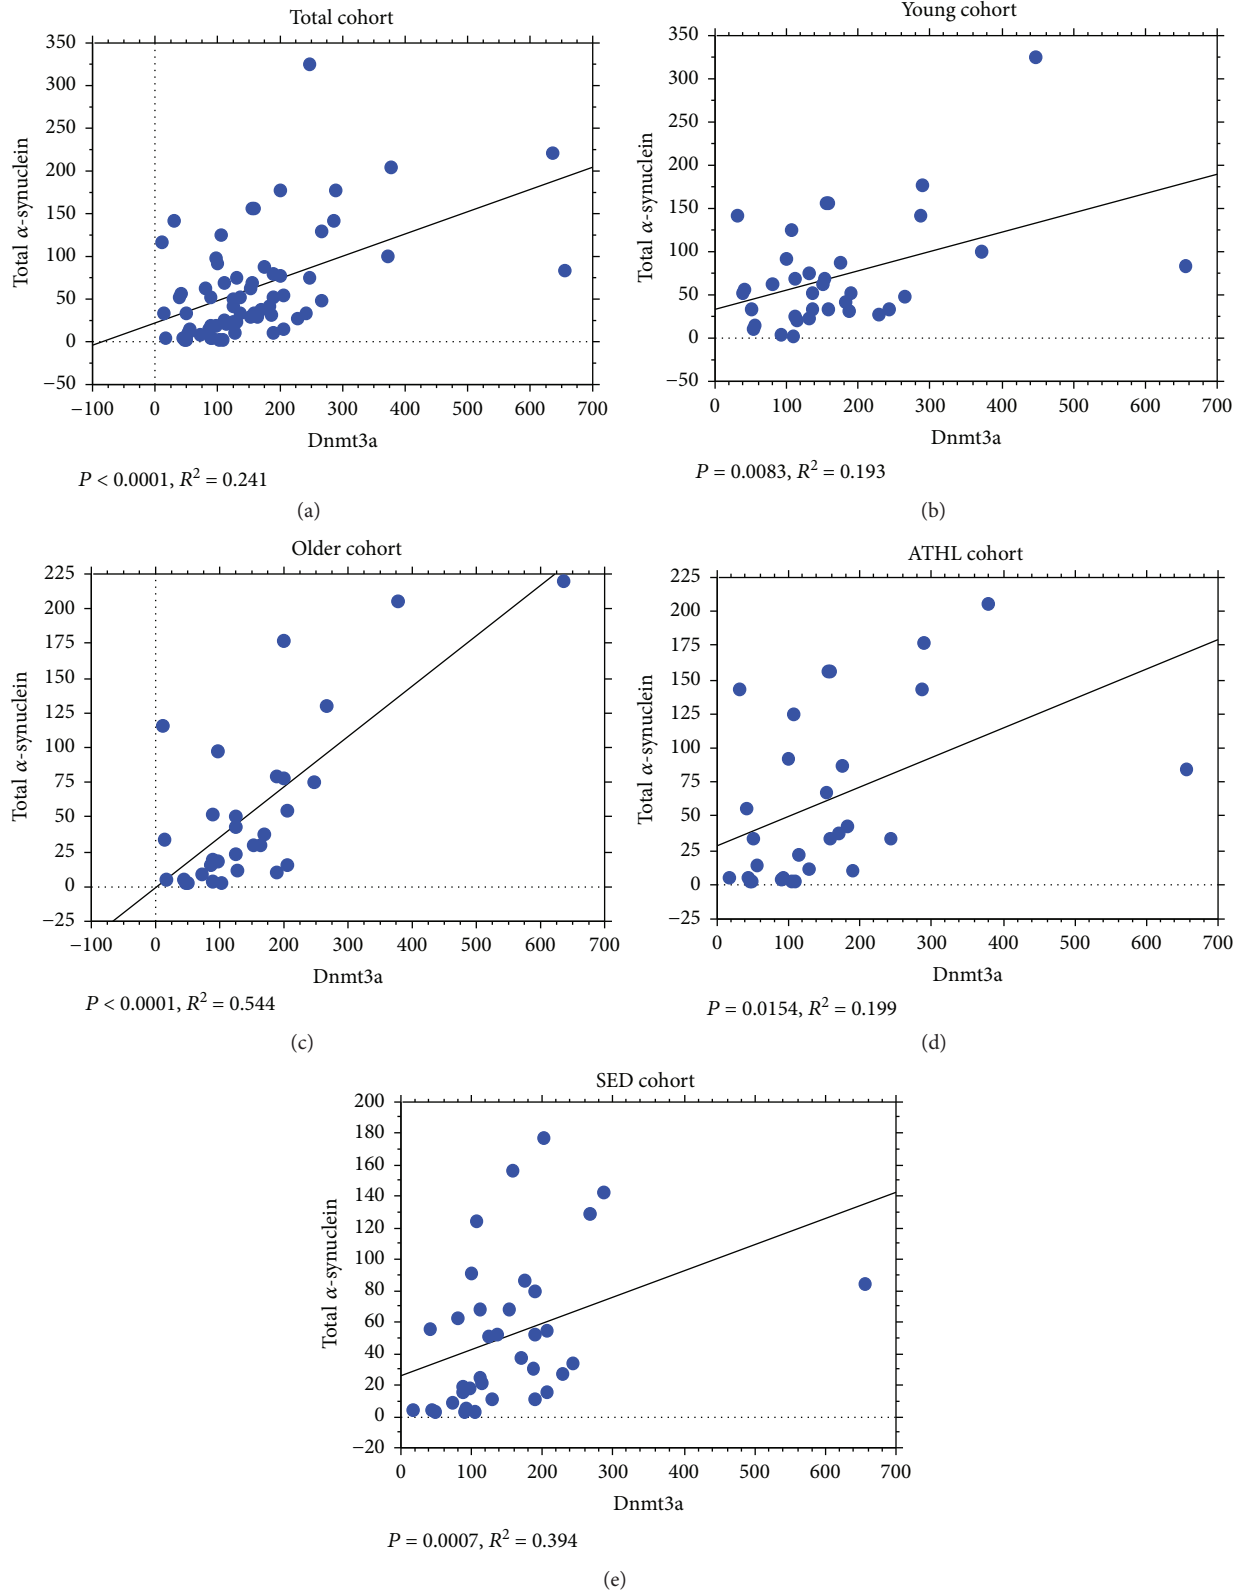 Total cohort
350
300
250
200
150
100
50
0
−50
Total α-synuclein
−100 0 100 200 300 400 500 600 700
Dnmt3a
P < 0.0001, R² = 0.241
(a)
Young cohort
350
300
250
200
150
100
50
0
−50
Total α-synuclein
0 100 200 300 400 500 600 700
Dnmt3a
P = 0.0083, R² = 0.193
(b)
Older cohort
225
200
175
150
125
100
75
50
25
0
−25
Total α-synuclein
−100 0 100 200 300 400 500 600 700
Dnmt3a
P < 0.0001, R² = 0.544
(c)
ATHL cohort
225
200
175
150
125
100
75
50
25
0
−25
Total α-synuclein
0 100 200 300 400 500 600 700
Dnmt3a
P = 0.0154, R² = 0.199
(d)
SED cohort
200
180
160
140
120
100
80
60
40
20
0
−20
Total α-synuclein
0 100 200 300 400 500 600 700
Dnmt3a
P = 0.0007, R² = 0.394
(e)